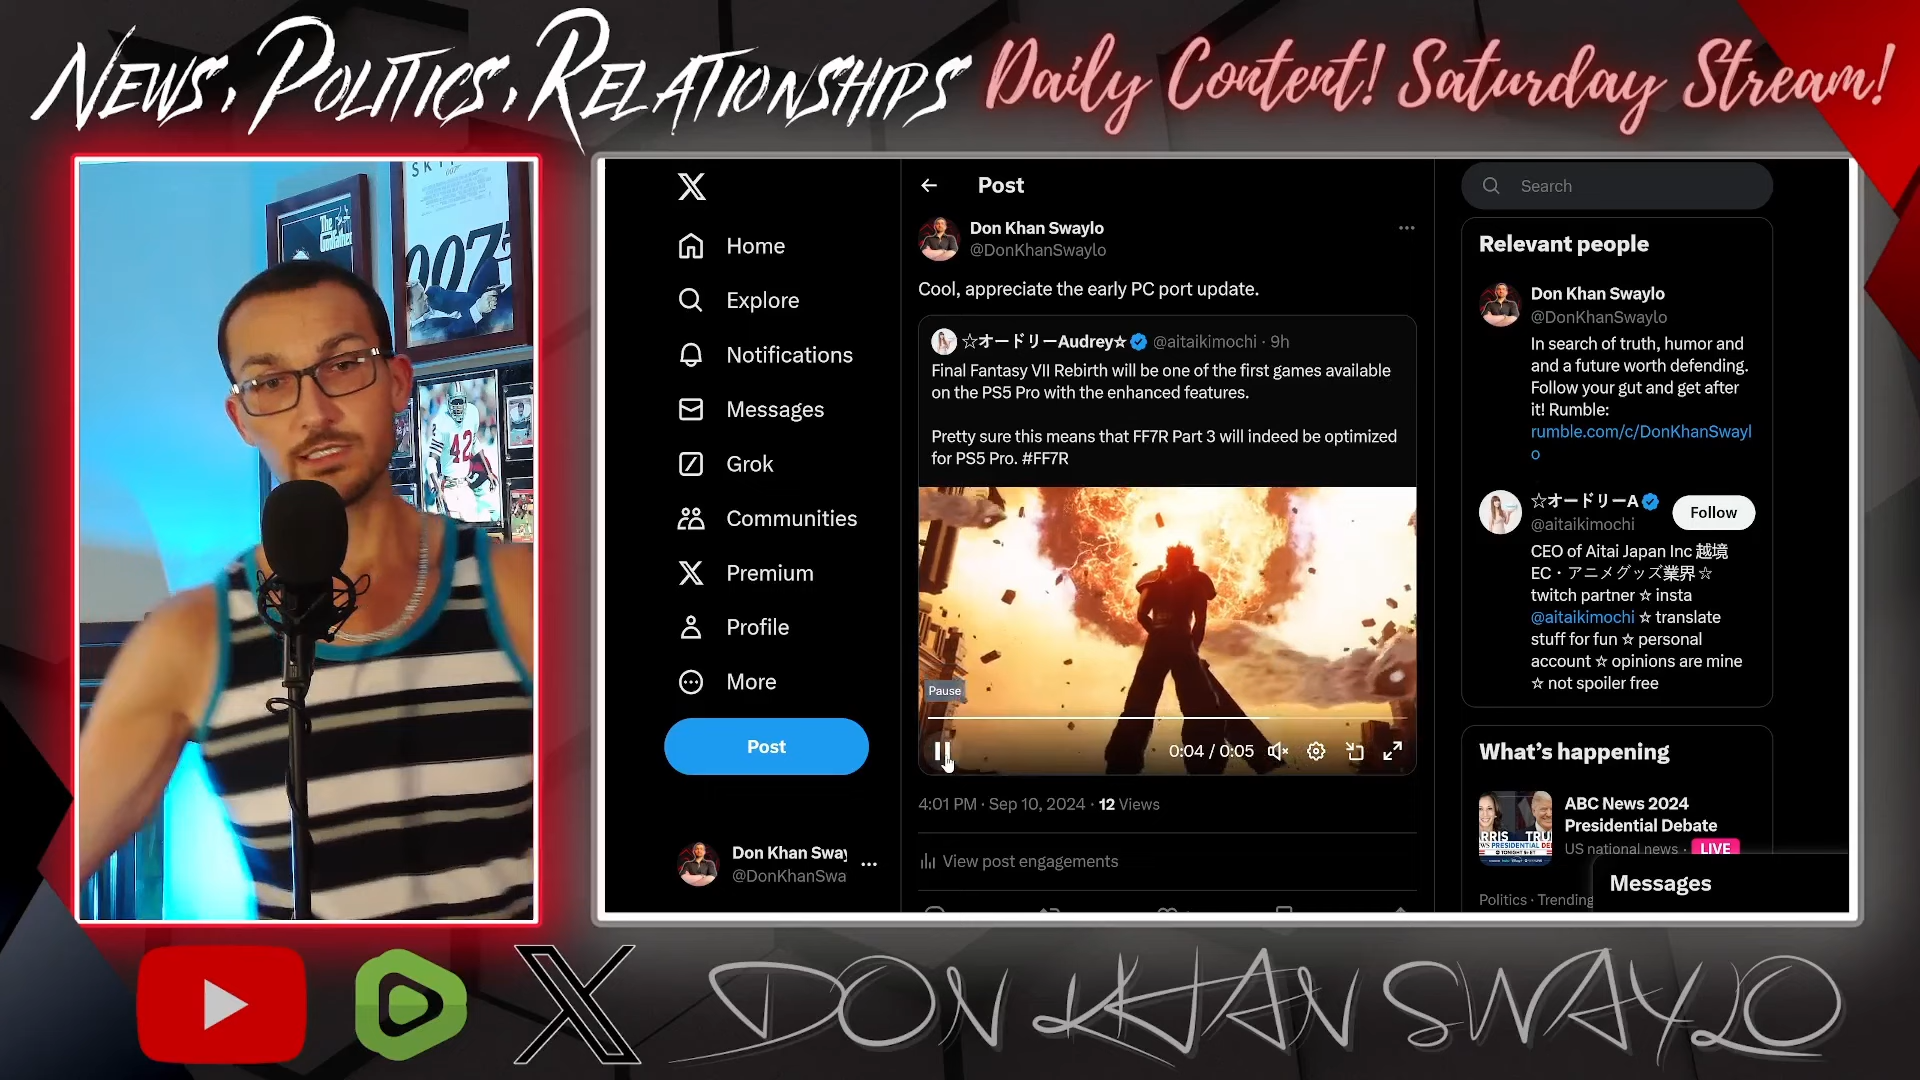 NEWS, POLITICS, RELATIONSHIPS
Daily Content! Saturday Stream!
The Godfather
SKYF
007
42
X
Home
Explore
Notifications
Messages
Grok
Communities
Premium
Profile
More
Post
Don Khan Sway
@DonKhanSwa
Post
Don Khan Swaylo
@DonKhanSwaylo
Cool, appreciate the early PC port update.
☆オードリーAudrey☆ @aitaikimochi · 9h
Final Fantasy VII Rebirth will be one of the first games available
on the PS5 Pro with the enhanced features.
Pretty sure this means that FF7R Part 3 will indeed be optimized
for PS5 Pro. #FF7R
Pause
0:04 / 0:05
4:01 PM · Sep 10, 2024 · 12 Views
View post engagements
Search
Relevant people
Don Khan Swaylo
@DonKhanSwaylo
In search of truth, humor and
and a future worth defending.
Follow your gut and get after
it! Rumble:
rumble.com/c/DonKhanSwayl
o
☆オードリーA
@aitaikimochi
Follow
CEO of Aitai Japan Inc 越境
EC・アニメグッズ業界 ☆
twitch partner ☆ insta
@aitaikimochi ☆ translate
stuff for fun ☆ personal
account ☆ opinions are mine
☆ not spoiler free
What's happening
ABC News 2024
Presidential Debate
US national news · LIVE
Politics · Trending
Messages
DON KHAN SWAYLO